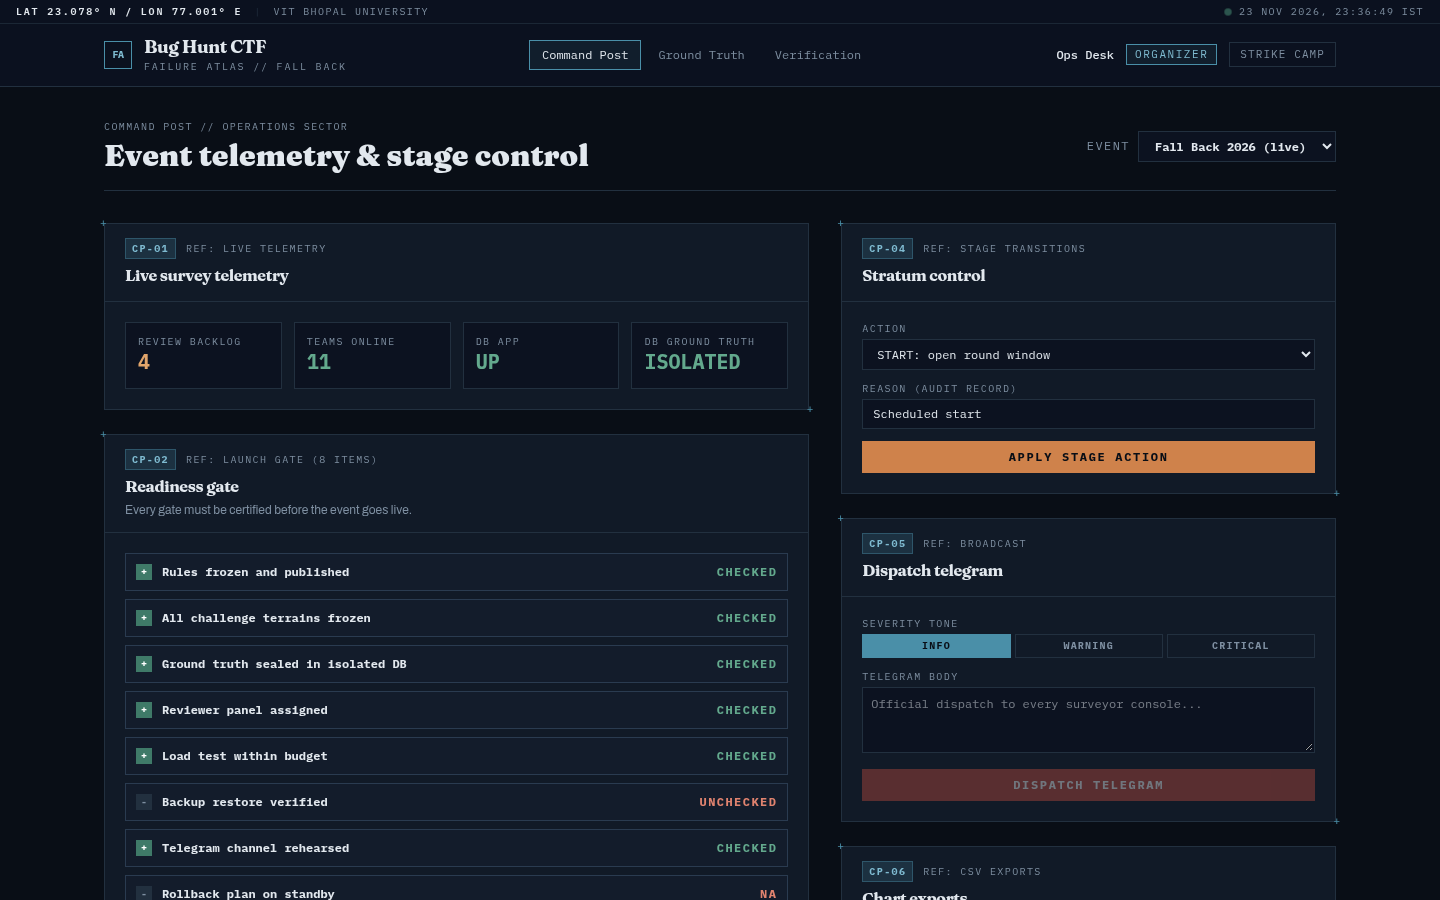 LAT 23.078° N / LON 77.001° E | VIT BHOPAL UNIVERSITY
23 NOV 2026, 23:36:49 IST
FA
Bug Hunt CTF
FAILURE ATLAS // FALL BACK
Command Post
Ground Truth
Verification
Ops Desk
ORGANIZER
STRIKE CAMP
COMMAND POST // OPERATIONS SECTOR
Event telemetry & stage control
EVENT
Fall Back 2026 (live)
CP-01 REF: LIVE TELEMETRY
Live survey telemetry
REVIEW BACKLOG
4
TEAMS ONLINE
11
DB APP
UP
DB GROUND TRUTH
ISOLATED
CP-02 REF: LAUNCH GATE (8 ITEMS)
Readiness gate
Every gate must be certified before the event goes live.
+ Rules frozen and published CHECKED
+ All challenge terrains frozen CHECKED
+ Ground truth sealed in isolated DB CHECKED
+ Reviewer panel assigned CHECKED
+ Load test within budget CHECKED
- Backup restore verified UNCHECKED
+ Telegram channel rehearsed CHECKED
- Rollback plan on standby NA
CP-04 REF: STAGE TRANSITIONS
Stratum control
ACTION
START: open round window
REASON (AUDIT RECORD)
Scheduled start
APPLY STAGE ACTION
CP-05 REF: BROADCAST
Dispatch telegram
SEVERITY TONE
INFO
WARNING
CRITICAL
TELEGRAM BODY
Official dispatch to every surveyor console...
DISPATCH TELEGRAM
CP-06 REF: CSV EXPORTS
Chart exports